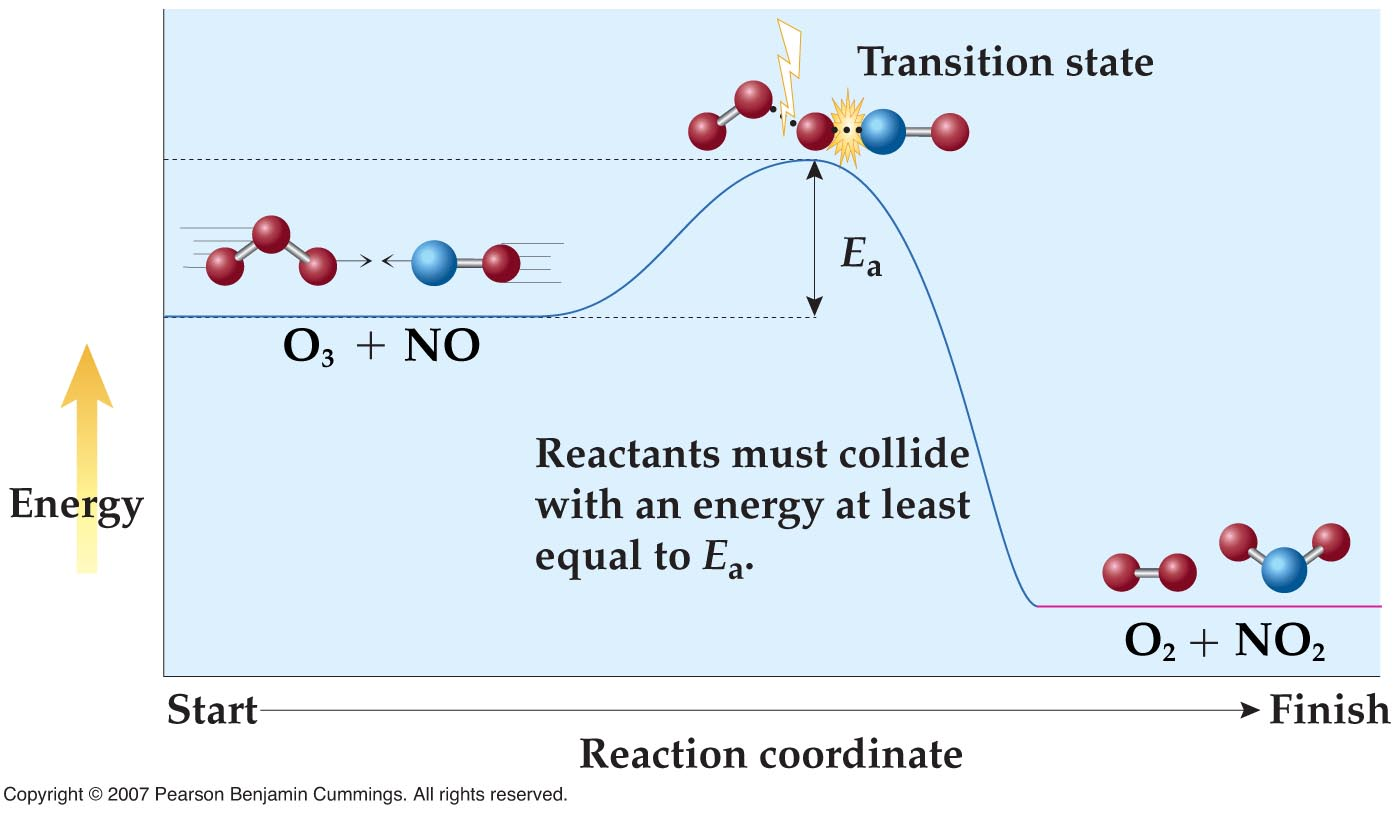 Transition state
Eₐ
O₃ + NO
Reactants must collide
with an energy at least
equal to Eₐ.
Energy
O₂ + NO₂
Start
Finish
Reaction coordinate
Copyright © 2007 Pearson Benjamin Cummings. All rights reserved.